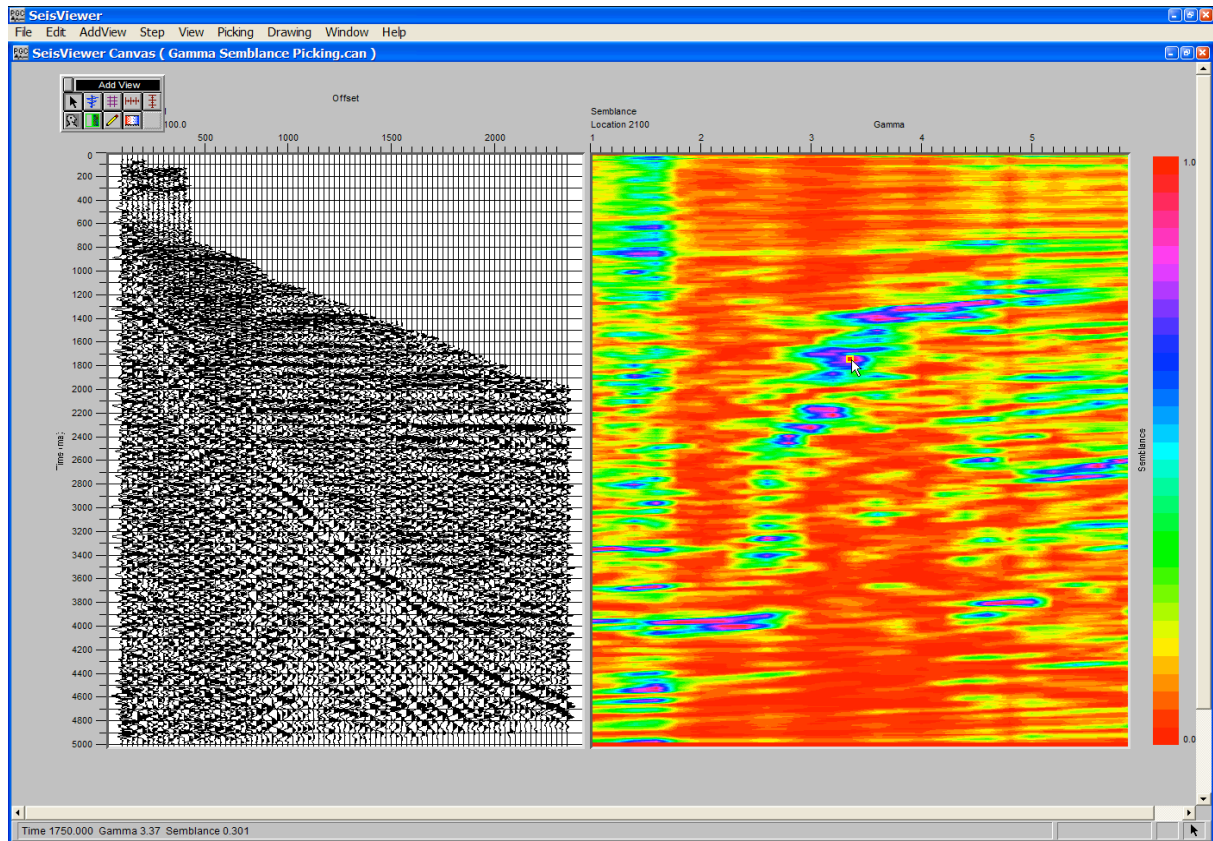 SeisViewer
File Edit AddView Step View Picking Drawing Window Help
SeisViewer Canvas ( Gamma Semblance Picking.can )
Add View
Offset
100.0
500 1000 1500 2000
Semblance
Location 2100 Gamma
1 2 3 4 5
0
200
400
600
800
1000
1200
1400
1600
1800
2000
2200
2400
2600
2800
3000
3200
3400
3600
3800
4000
4200
4400
4600
4800
5000
1.0
Semblance
0.0
Time 1750.000 Gamma 3.37 Semblance 0.301